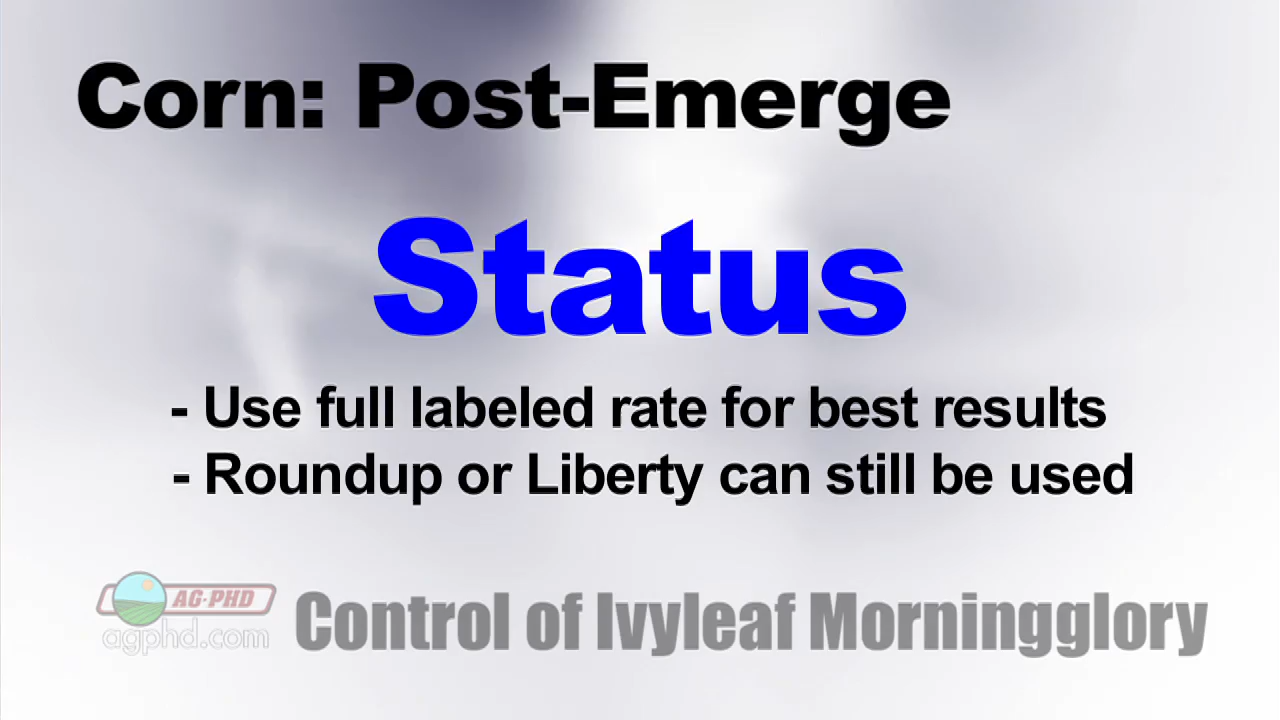 Corn: Post-Emerge
Status
- Use full labeled rate for best results
- Roundup or Liberty can still be used
AG·PHD
agphd.com
Control of Ivyleaf Morningglory